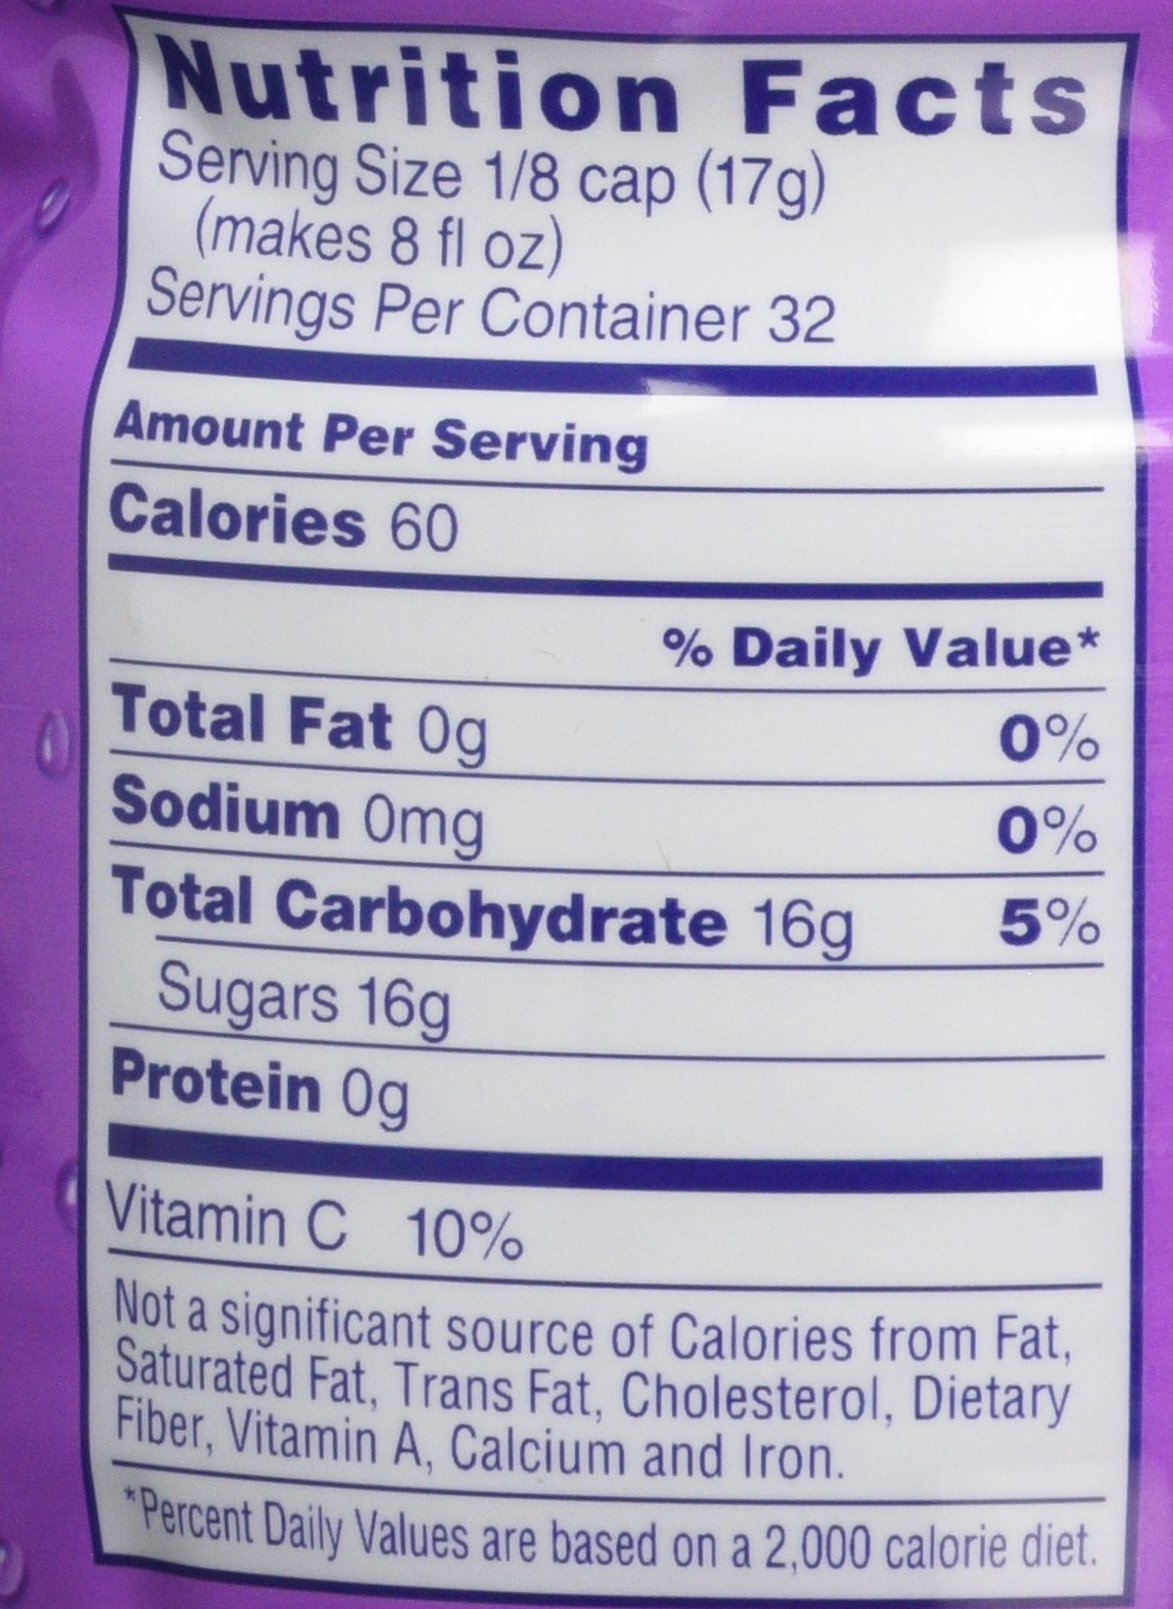 Nutrition Facts
Serving Size 1/8 cap (17g)
(makes 8 fl oz)
Servings Per Container 32
Amount Per Serving
Calories 60
% Daily Value*
Total Fat 0g 0%
Sodium 0mg 0%
Total Carbohydrate 16g 5%
Sugars 16g
Protein 0g
Vitamin C 10%
Not a significant source of Calories from Fat,
Saturated Fat, Trans Fat, Cholesterol, Dietary
Fiber, Vitamin A, Calcium and Iron.
*Percent Daily Values are based on a 2,000 calorie diet.